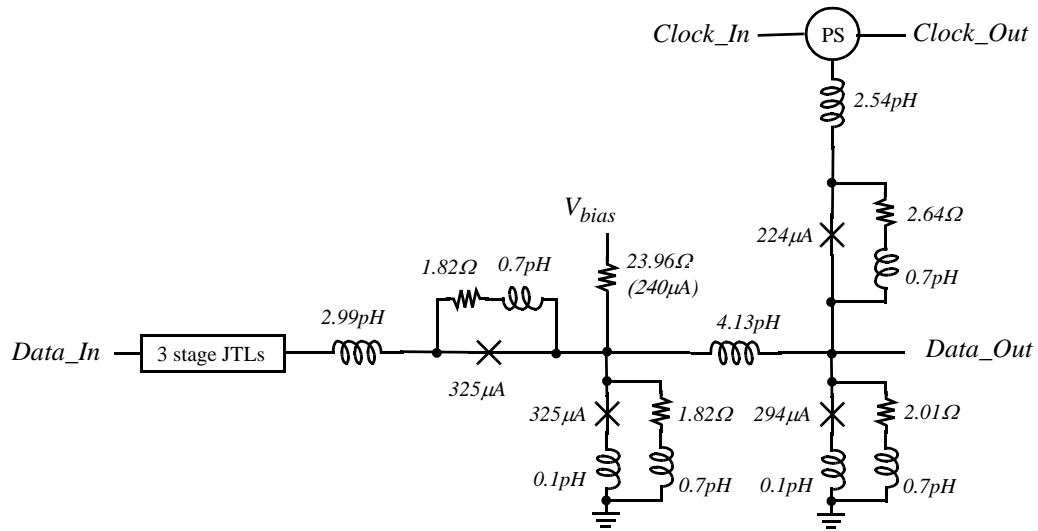 Clock_In
PS
Clock_Out
2.54pH
V_bias
224μA
2.64Ω
0.7pH
1.82Ω
0.7pH
23.96Ω
(240μA)
2.99pH
4.13pH
Data_In
3 stage JTLs
Data_Out
325μA
325μA
1.82Ω
294μA
2.01Ω
0.1pH
0.7pH
0.1pH
0.7pH